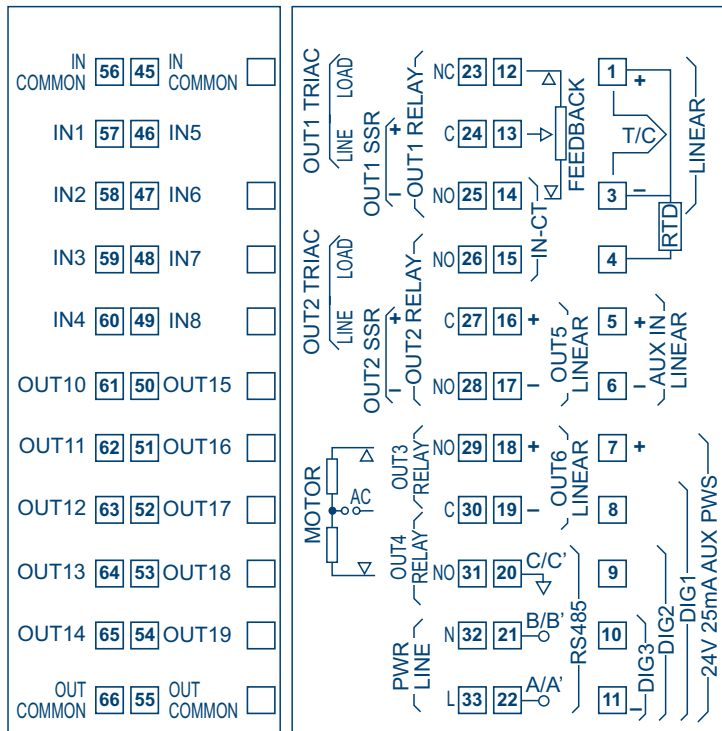 IN COMMON 56 45 IN COMMON
IN1 57 46 IN5
IN2 58 47 IN6
IN3 59 48 IN7
IN4 60 49 IN8
OUT10 61 50 OUT15
OUT11 62 51 OUT16
OUT12 63 52 OUT17
OUT13 64 53 OUT18
OUT14 65 54 OUT19
OUT COMMON 66 55 OUT COMMON
OUT1 TRIAC
LINE LOAD
OUT1 SSR
− +
OUT1 RELAY
NC 23 12
C 24 13
NO 25 14
FEEDBACK
IN-CT
OUT2 TRIAC
LINE LOAD
OUT2 SSR
− +
OUT2 RELAY
NO 26 15
C 27 16 +
NO 28 17 −
OUT5 LINEAR
MOTOR
AC
OUT3 RELAY
NO 29 18 +
C 30 19 −
OUT6 LINEAR
OUT4 RELAY
NO 31 20 C/C'
PWR LINE
N 32 21 B/B'
L 33 22 A/A'
RS485
1 +
T/C
3 −
RTD
4
LINEAR
5 +
6 −
AUX IN LINEAR
7 +
8
9
10
11 −
DIG3
DIG2
DIG1
24V 25mA AUX PWS